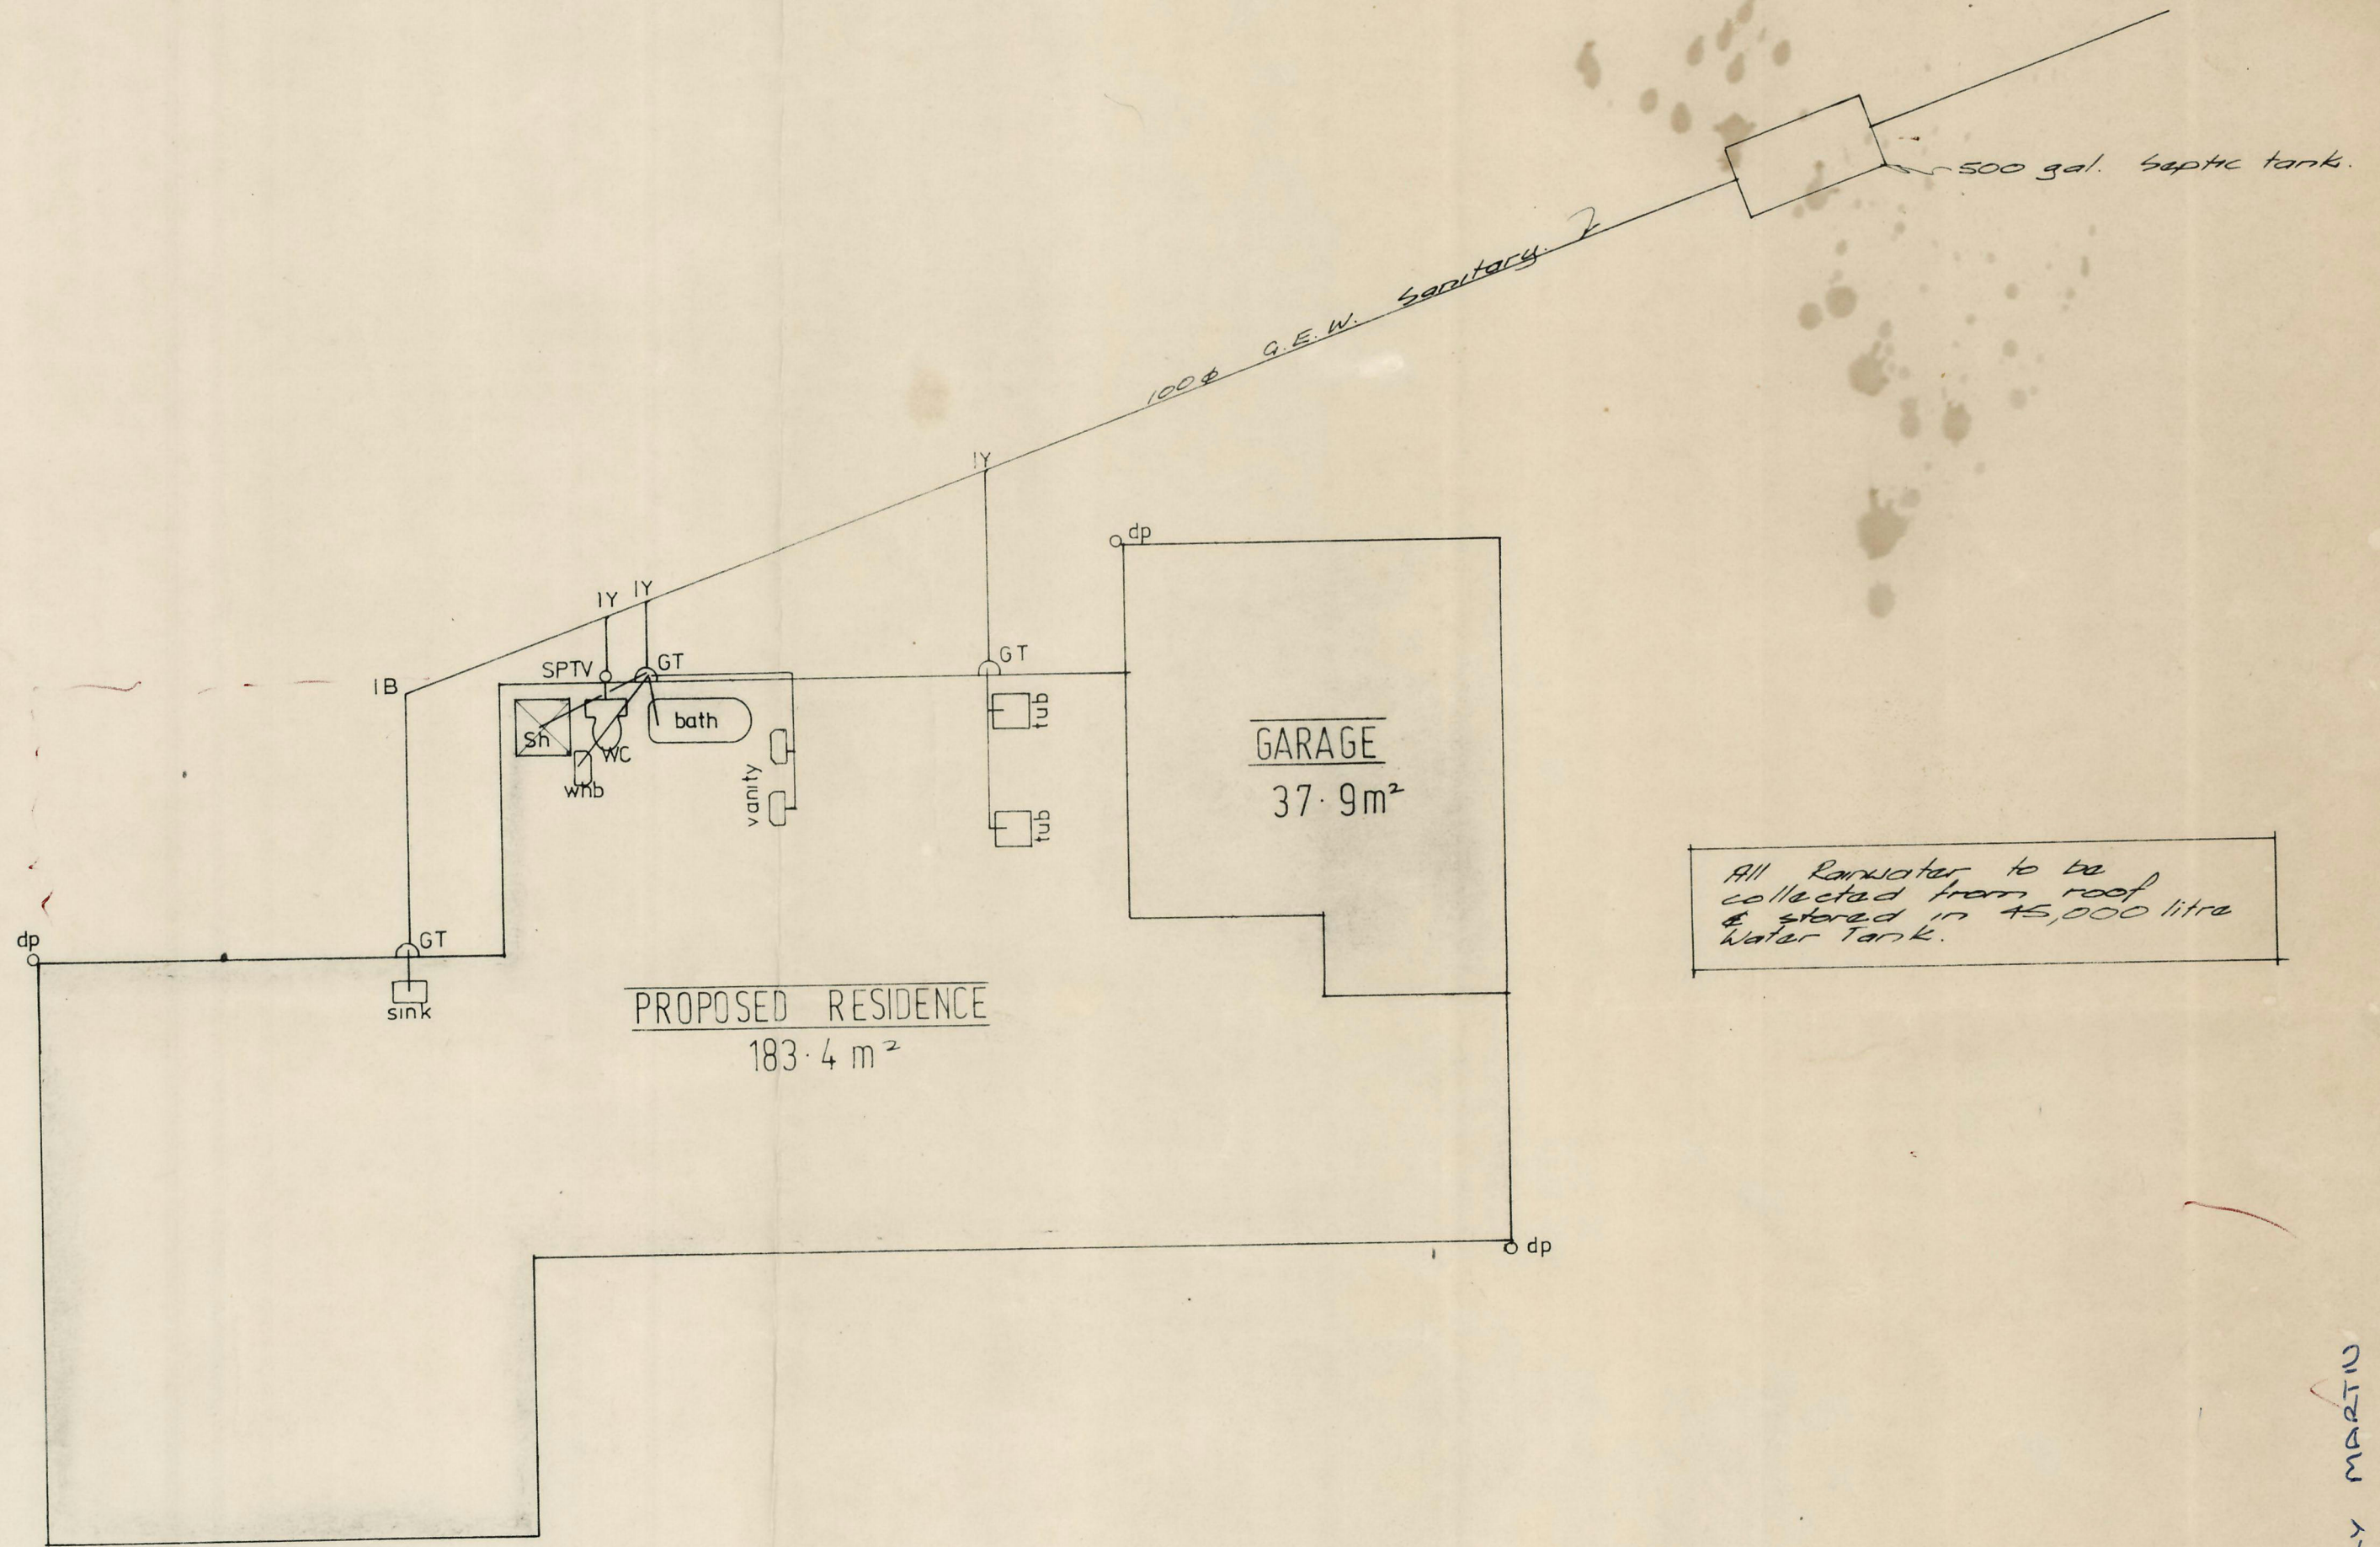 500 gal. Septic tank.
100 ф G.E.W. Sanitary.
IY
dp
IY IY
SPTV GT
GT
IB
bath
tub
Sh
WC
whb
vanity
tub
GARAGE
37·9m²
All Rainwater to be
collected from roof
& stored in 45,000 litre
Water Tank.
dp
GT
sink
PROPOSED RESIDENCE
183·4 m²
dp
MARTIN